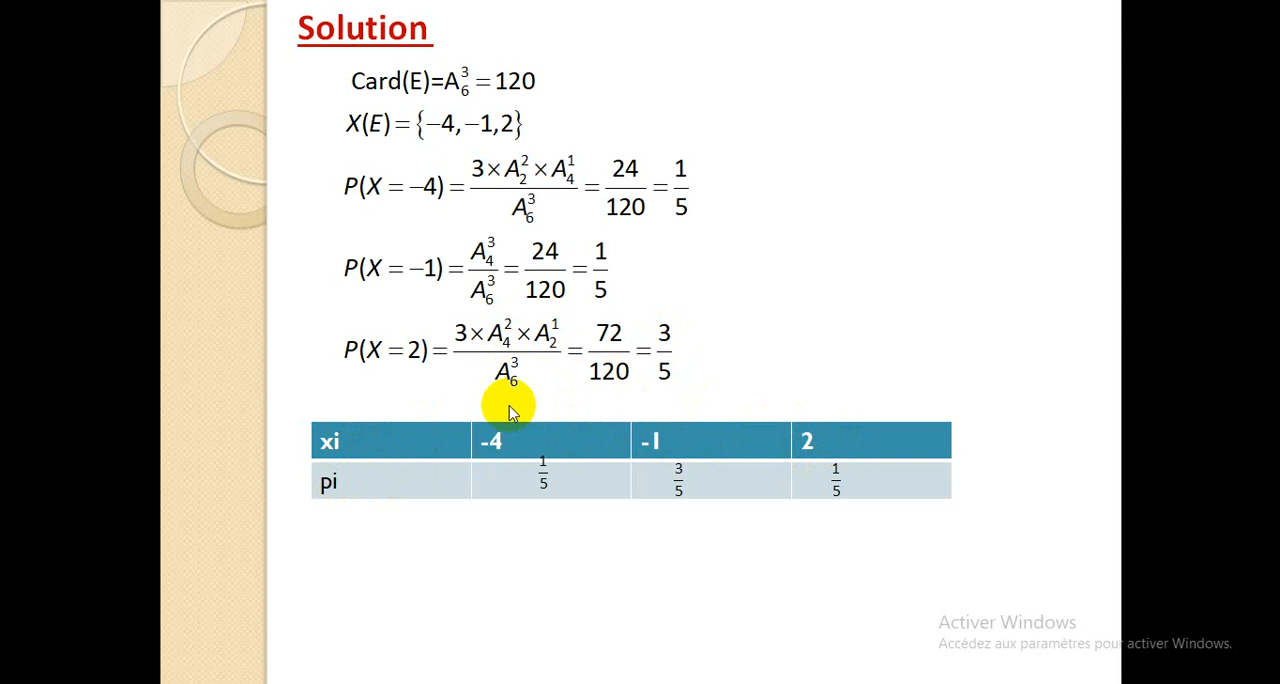 Solution
Card(E)=A₆³ = 120
X(E) = {−4, −1, 2}
P(X = −4) = (3 × A₂² × A₄¹) / A₆³ = 24/120 = 1/5
P(X = −1) = A₄³ / A₆³ = 24/120 = 1/5
P(X = 2) = (3 × A₄² × A₂¹) / A₆³ = 72/120 = 3/5
xi -4 -1 2
pi 1/5 3/5 1/5
Activer Windows
Accédez aux paramètres pour activer Windows.